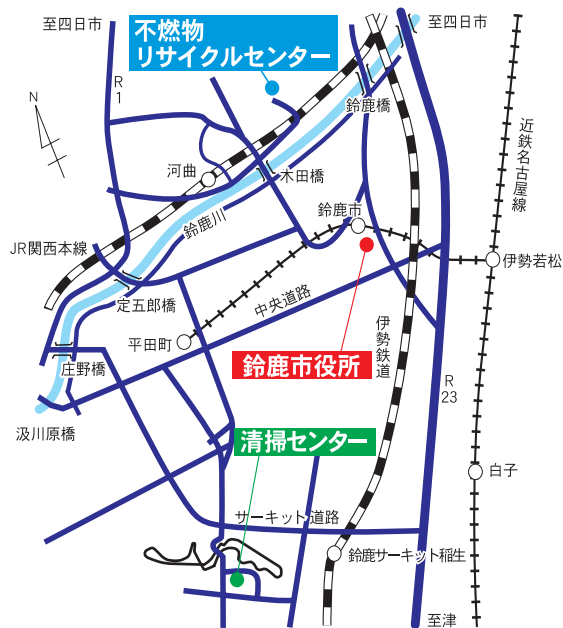 至四日市
不燃物
リサイクルセンター
至四日市
R
1
N
鈴鹿橋
近鉄名古屋線
河曲
木田橋
鈴鹿市
鈴鹿川
JR関西本線
伊勢若松
定五郎橋
中央道路
平田町
伊勢鉄道
鈴鹿市役所
庄野橋
R
23
汲川原橋
清掃センター
白子
サーキット道路
鈴鹿サーキット稲生
至津